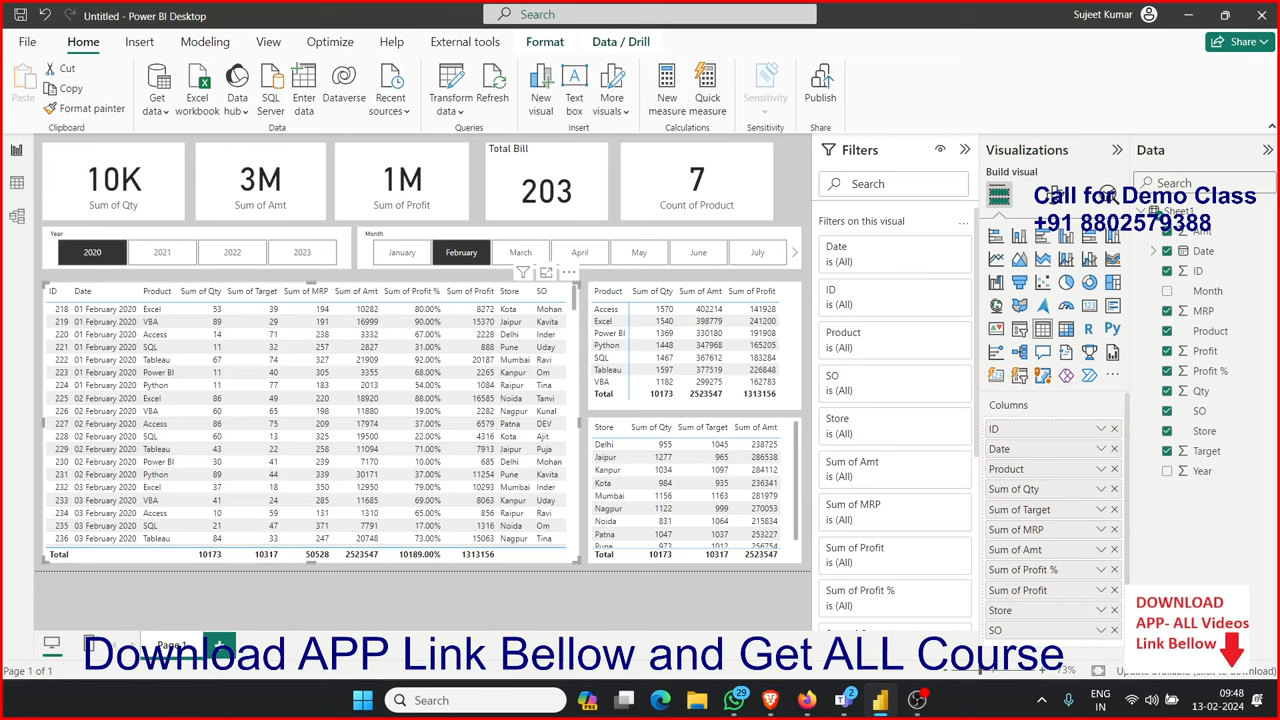 Untitled - Power BI Desktop
Search
Sujeet Kumar
File Home Insert Modeling View Optimize Help External tools Format Data / Drill
Share
Paste
Cut
Copy
Format painter
Get data
Excel workbook
Data hub
SQL Server
Enter data
Dataverse
Recent sources
Transform data
Refresh
New visual
Text box
More visuals
New measure
Quick measure
Sensitivity
Publish
Clipboard Data Queries Insert Calculations Sensitivity Share
10K
Sum of Qty
3M
Sum of Amt
1M
Sum of Profit
Total Bill
203
7
Count of Product
Year
2020 2021 2022 2023
Month
January February March April May June July
ID Date Product Sum of Qty Sum of Target Sum of MRP Sum of Amt Sum of Profit % Sum of Profit Store SO
218 01 February 2020 Excel 53 39 194 10282 80.00% 8272 Kota Mohan
219 01 February 2020 VBA 89 29 191 16999 90.00% 15370 Jaipur Kavita
220 01 February 2020 Access 14 71 238 3332 67.00% 2228 Delhi Inder
221 01 February 2020 SQL 11 32 257 2827 31.00% 888 Pune Uday
222 01 February 2020 Tableau 67 34 327 21909 92.00% 20187 Mumbai Ravi
223 01 February 2020 Power BI 11 40 305 3355 68.00% 2265 Kanpur Ajit
224 01 February 2020 Python 11 77 183 2013 54.00% 1084 Raipur Tina
225 02 February 2020 Excel 86 49 220 18920 88.00% 16585 Noida Tanvi
226 02 February 2020 VBA 60 65 198 11880 19.00% 2282 Nagpur Kunal
227 02 February 2020 Access 86 75 209 17974 37.00% 6579 Patna DEV
228 02 February 2020 SQL 60 13 325 19500 22.00% 4316 Kota Ajit
229 02 February 2020 Tableau 43 22 258 11094 71.00% 7913 Jaipur Puja
230 02 February 2020 Power BI 30 41 239 7170 10.00% 685 Delhi Mohan
231 02 February 2020 Python 89 44 339 30171 37.00% 11254 Pune Kavita
232 03 February 2020 Excel 37 18 350 12950 79.00% 10293 Mumbai Inder
233 03 February 2020 VBA 41 24 285 11685 69.00% 8063 Kanpur Uday
234 03 February 2020 Access 10 59 131 1310 65.00% 856 Patna Om
235 03 February 2020 SQL 21 47 371 7791 17.00% 1316 Noida Om
236 03 February 2020 Tableau 84 33 247 20748 73.00% 15063 Nagpur Tina
Total 10173 10317 50528 2523547 10189.00% 1313156
Product Sum of Qty Sum of Amt Sum of Profit
Access 1570 402214 141928
Excel 1540 398779 241200
Power BI 1369 330180 191908
Python 1448 347968 165205
SQL 1467 367612 183284
Tableau 1597 377519 226848
VBA 1182 299275 162783
Total 10173 2523547 1313156
Store Sum of Qty Sum of Target Sum of Amt
Delhi 955 1045 238725
Jaipur 1277 965 286538
Kanpur 1034 1097 284112
Kota 984 935 236341
Mumbai 1156 1163 281979
Nagpur 1122 999 270053
Noida 831 1064 215834
Patna 1047 1037 253227
Pune 973 1012 256754
Total 10173 10317 2523547
Filters
Search
Filters on this visual
Date
is (All)
ID
is (All)
Product
is (All)
SO
is (All)
Store
is (All)
Sum of Amt
is (All)
Sum of MRP
is (All)
Sum of Profit
is (All)
Sum of Profit %
is (All)
Visualizations
Build visual
Columns
ID
Date
Product
Sum of Qty
Sum of Target
Sum of MRP
Sum of Amt
Sum of Profit %
Sum of Profit
Store
SO
Data
Search
Sheet1
Amt
Date
ID
Month
MRP
Product
Profit
Profit %
Qty
SO
Store
Target
Year
Call for Demo Class
+91 8802579388
DOWNLOAD
APP- ALL Videos
Link Bellow
Page 1
Download APP Link Bellow and Get ALL Course
Page 1 of 1
73%
Update available (click to download)
Search
29
2
ENG
IN
09:48
13-02-2024